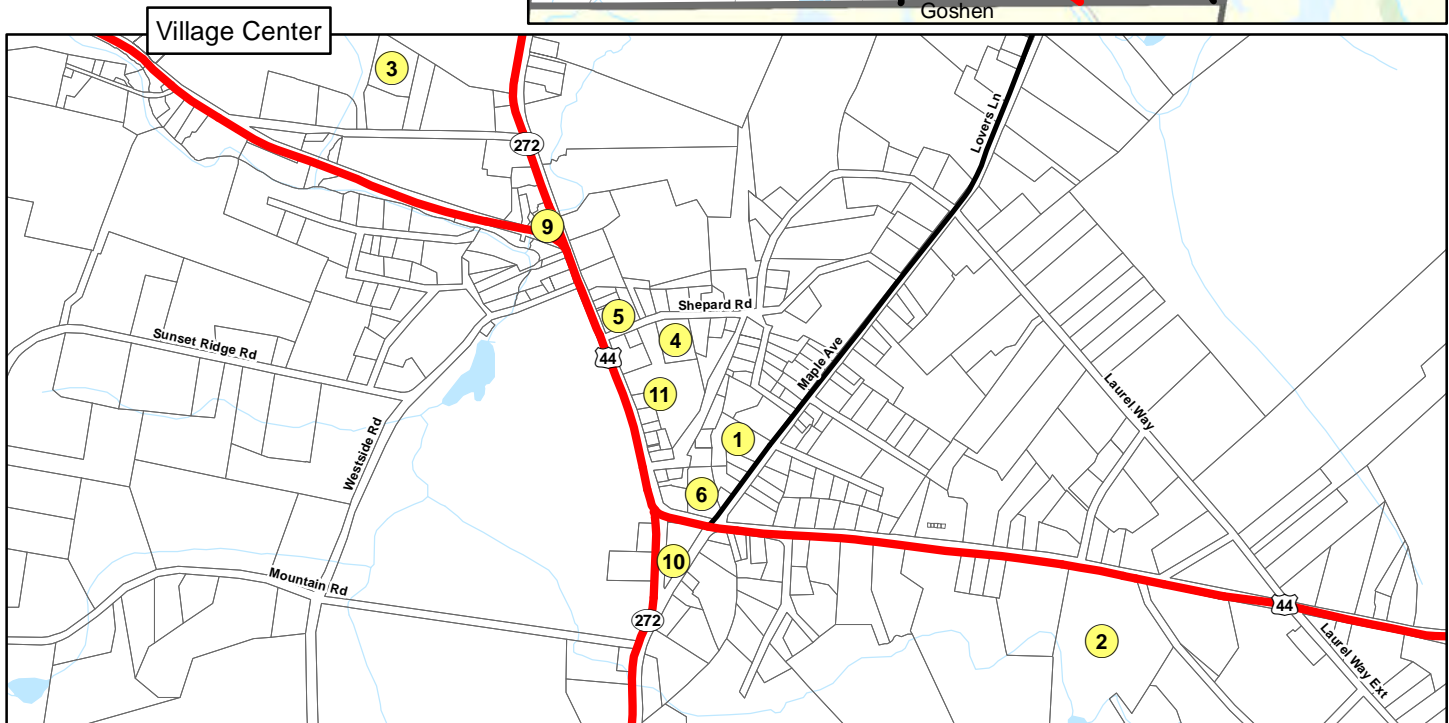 Goshen
Village Center
3
Lovers Ln
272
9
Shepard Rd
5
4
Sunset Ridge Rd
44
Maple Ave
11
Laurel Way
1
Westside Rd
6
10
Mountain Rd
44
272
2
Laurel Way Ext